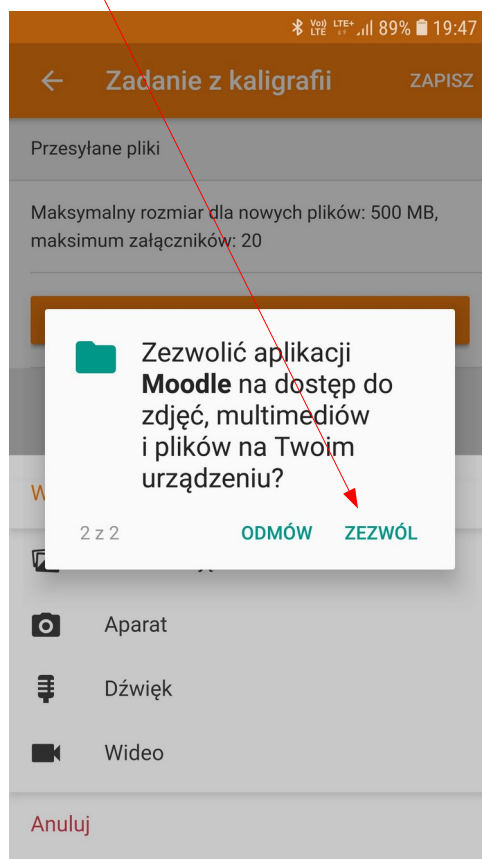 Vo)) LTE LTE+ 89% 19:47
Zadanie z kaligrafii ZAPISZ
Przesyłane pliki
Maksymalny rozmiar dla nowych plików: 500 MB,
maksimum załączników: 20
Zezwolić aplikacji
Moodle na dostęp do
zdjęć, multimediów
i plików na Twoim
urządzeniu?
2 z 2 ODMÓW ZEZWÓL
Aparat
Dźwięk
Wideo
Anuluj